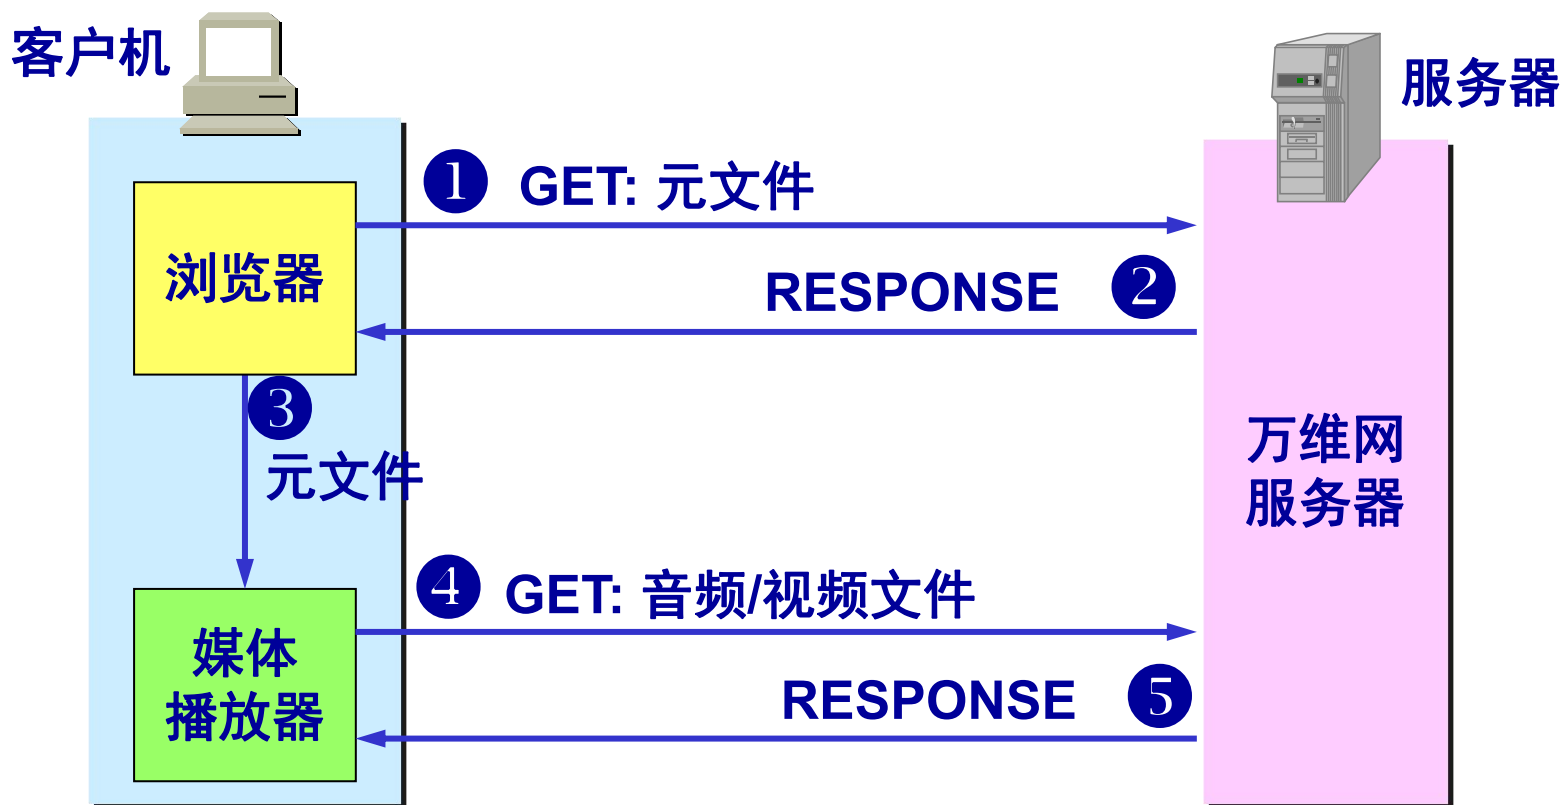 客户机
服务器
❶ GET: 元文件
浏览器
RESPONSE ❷
❸
元文件
万维网
服务器
❹ GET: 音频/视频文件
媒体
播放器
RESPONSE ❺